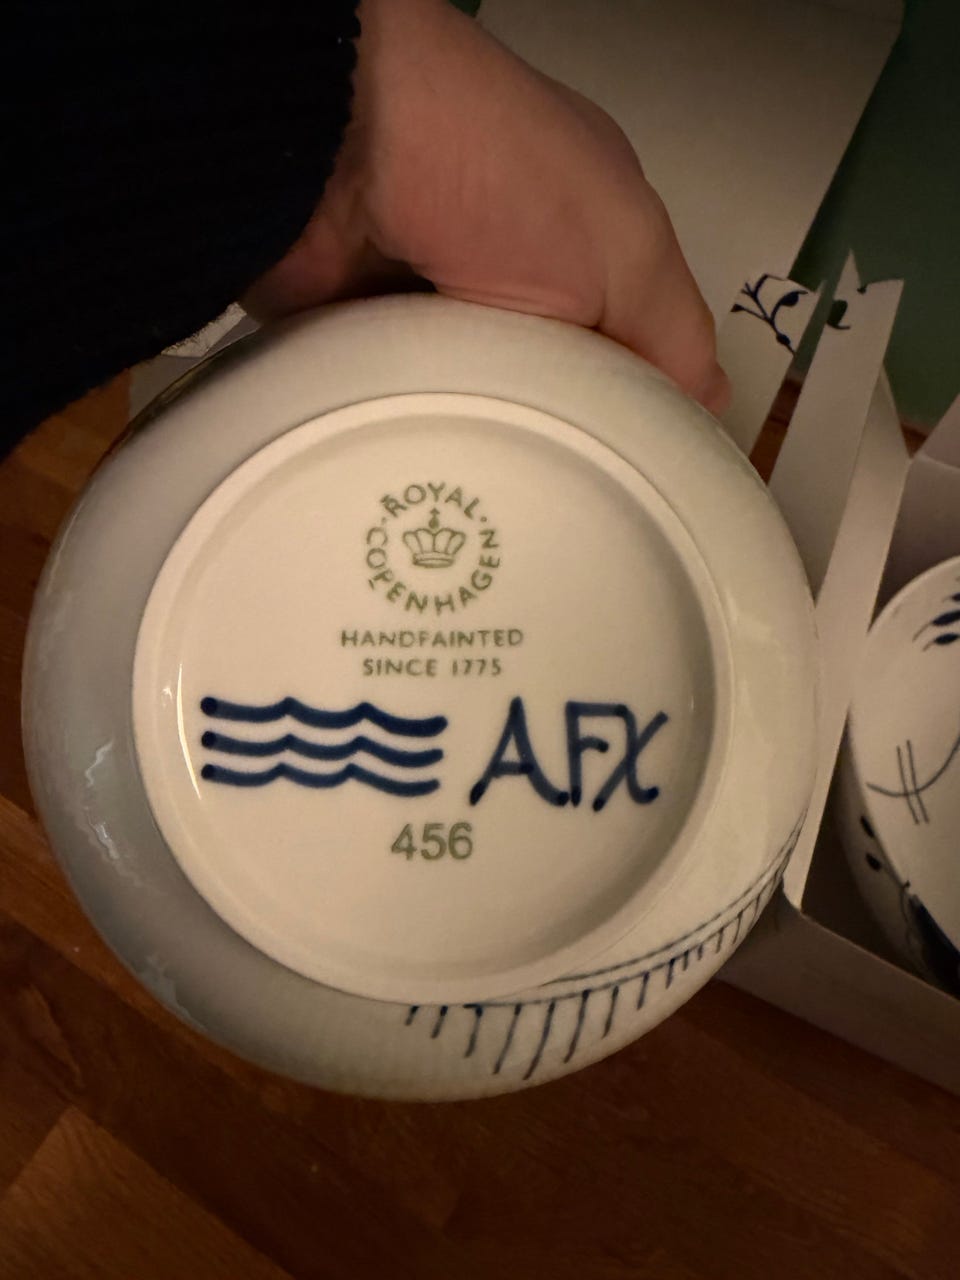 ROYAL · COPENHAGEN ·
HANDPAINTED
SINCE 1775
AFX
456